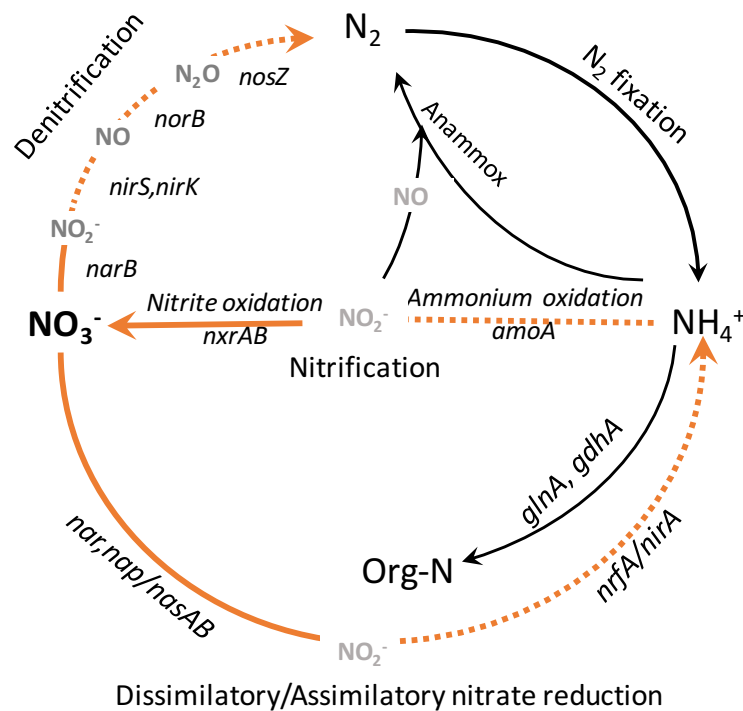 N₂
N₂ fixation
Denitrification
N₂O
nosZ
norB
NO
Anammox
nirS,nirK
NO
NO₂⁻
narB
Nitrite oxidation
Ammonium oxidation
NO₃⁻
NO₂⁻
NH₄⁺
nxrAB
amoA
Nitrification
glnA, gdhA
nar,nap/nasAB
nrfA/nirA
Org-N
NO₂⁻
Dissimilatory/Assimilatory nitrate reduction